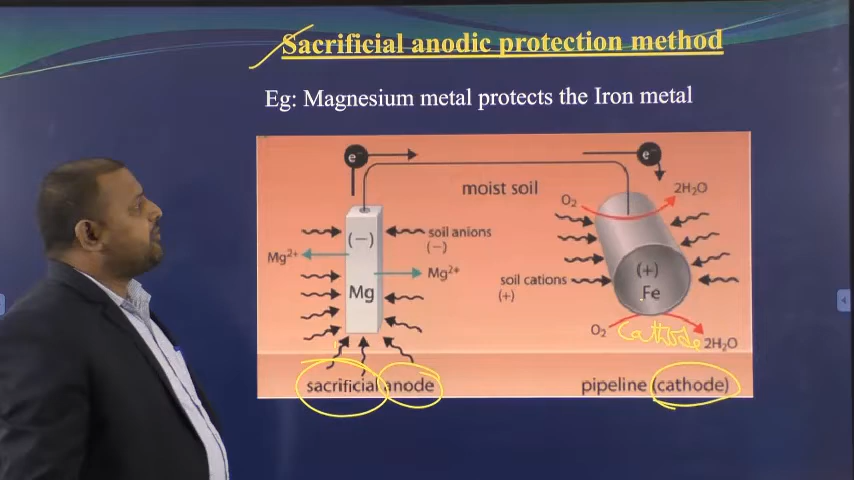 Sacrificial anodic protection method
Eg: Magnesium metal protects the Iron metal
e⁻
e⁻
moist soil
O₂
2H₂O
(−)
soil anions
(−)
Mg²⁺
Mg²⁺
Mg
soil cations
(+)
(+)
Fe
O₂
Cathode
2H₂O
sacrificial anode
pipeline (cathode)